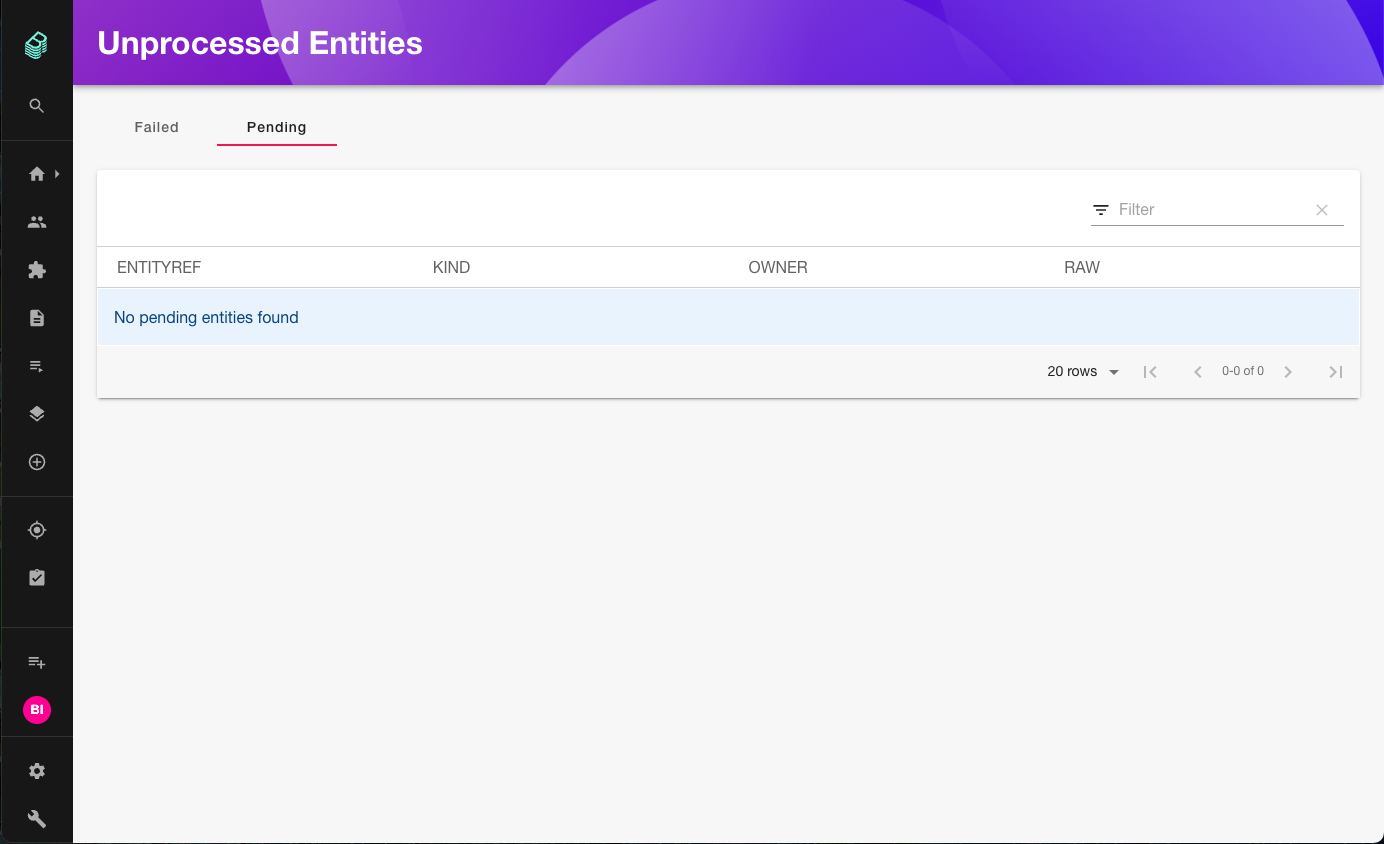 Unprocessed Entities
Failed
Pending
Filter
ENTITYREF KIND OWNER RAW
No pending entities found
20 rows 0-0 of 0
BI